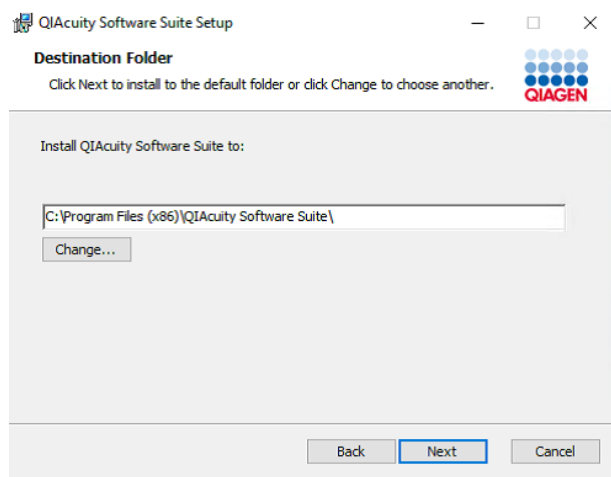 QIAcuity Software Suite Setup
Destination Folder
Click Next to install to the default folder or click Change to choose another.
QIAGEN
Install QIAcuity Software Suite to:
C:\Program Files (x86)\QIAcuity Software Suite\
Change...
Back Next Cancel